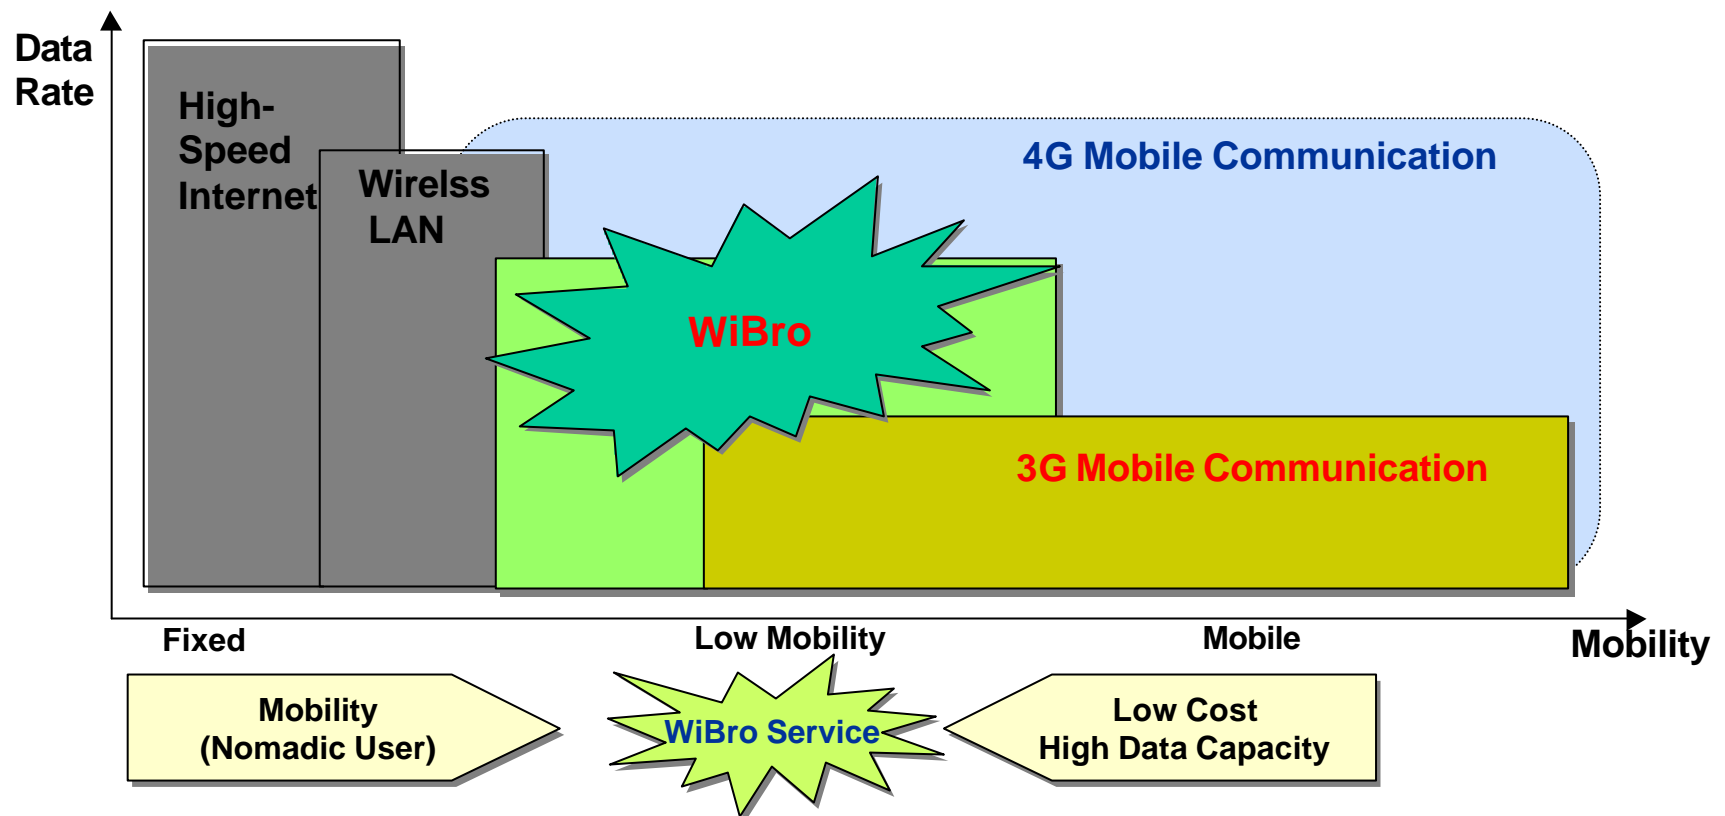 Data
Rate
High-
Speed
Internet
Wirelss
LAN
4G Mobile Communication
WiBro
3G Mobile Communication
Fixed
Low Mobility
Mobile
Mobility
Mobility
(Nomadic User)
WiBro Service
Low Cost
High Data Capacity